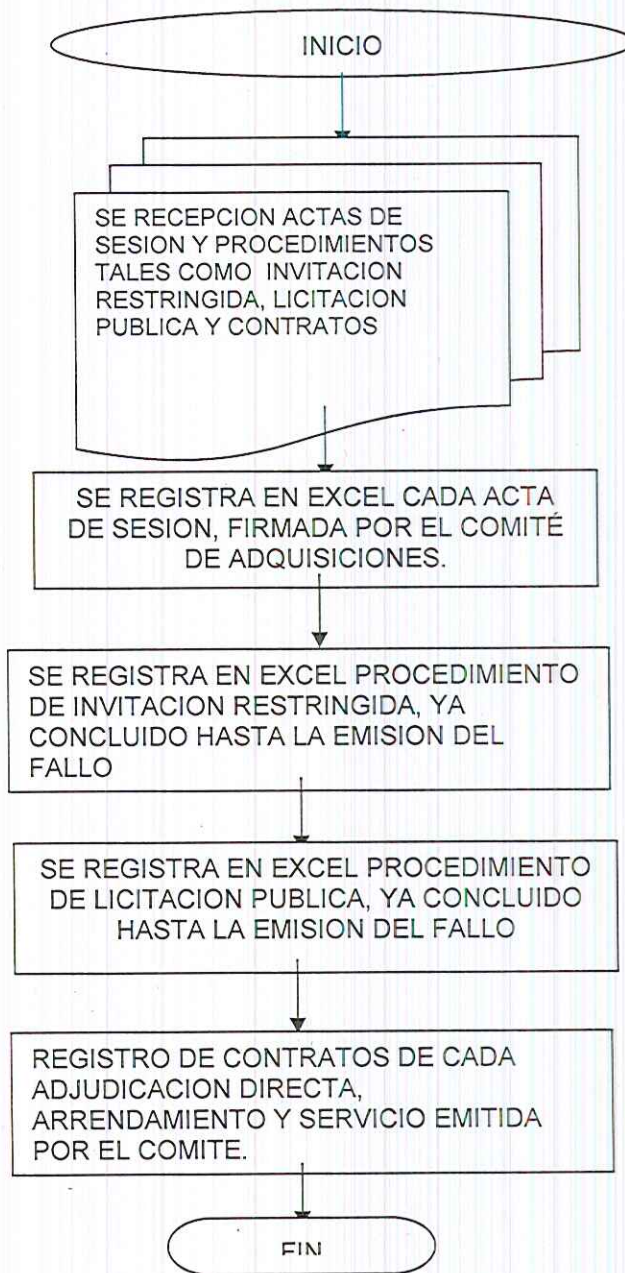 INICIO
SE RECEPCION ACTAS DE
SESION Y PROCEDIMIENTOS
TALES COMO INVITACION
RESTRINGIDA, LICITACION
PUBLICA Y CONTRATOS
SE REGISTRA EN EXCEL CADA ACTA
DE SESION, FIRMADA POR EL COMITÉ
DE ADQUISICIONES.
SE REGISTRA EN EXCEL PROCEDIMIENTO
DE INVITACION RESTRINGIDA, YA
CONCLUIDO HASTA LA EMISION DEL
FALLO
SE REGISTRA EN EXCEL PROCEDIMIENTO
DE LICITACION PUBLICA, YA CONCLUIDO
HASTA LA EMISION DEL FALLO
REGISTRO DE CONTRATOS DE CADA
ADJUDICACION DIRECTA,
ARRENDAMIENTO Y SERVICIO EMITIDA
POR EL COMITE.
FIN